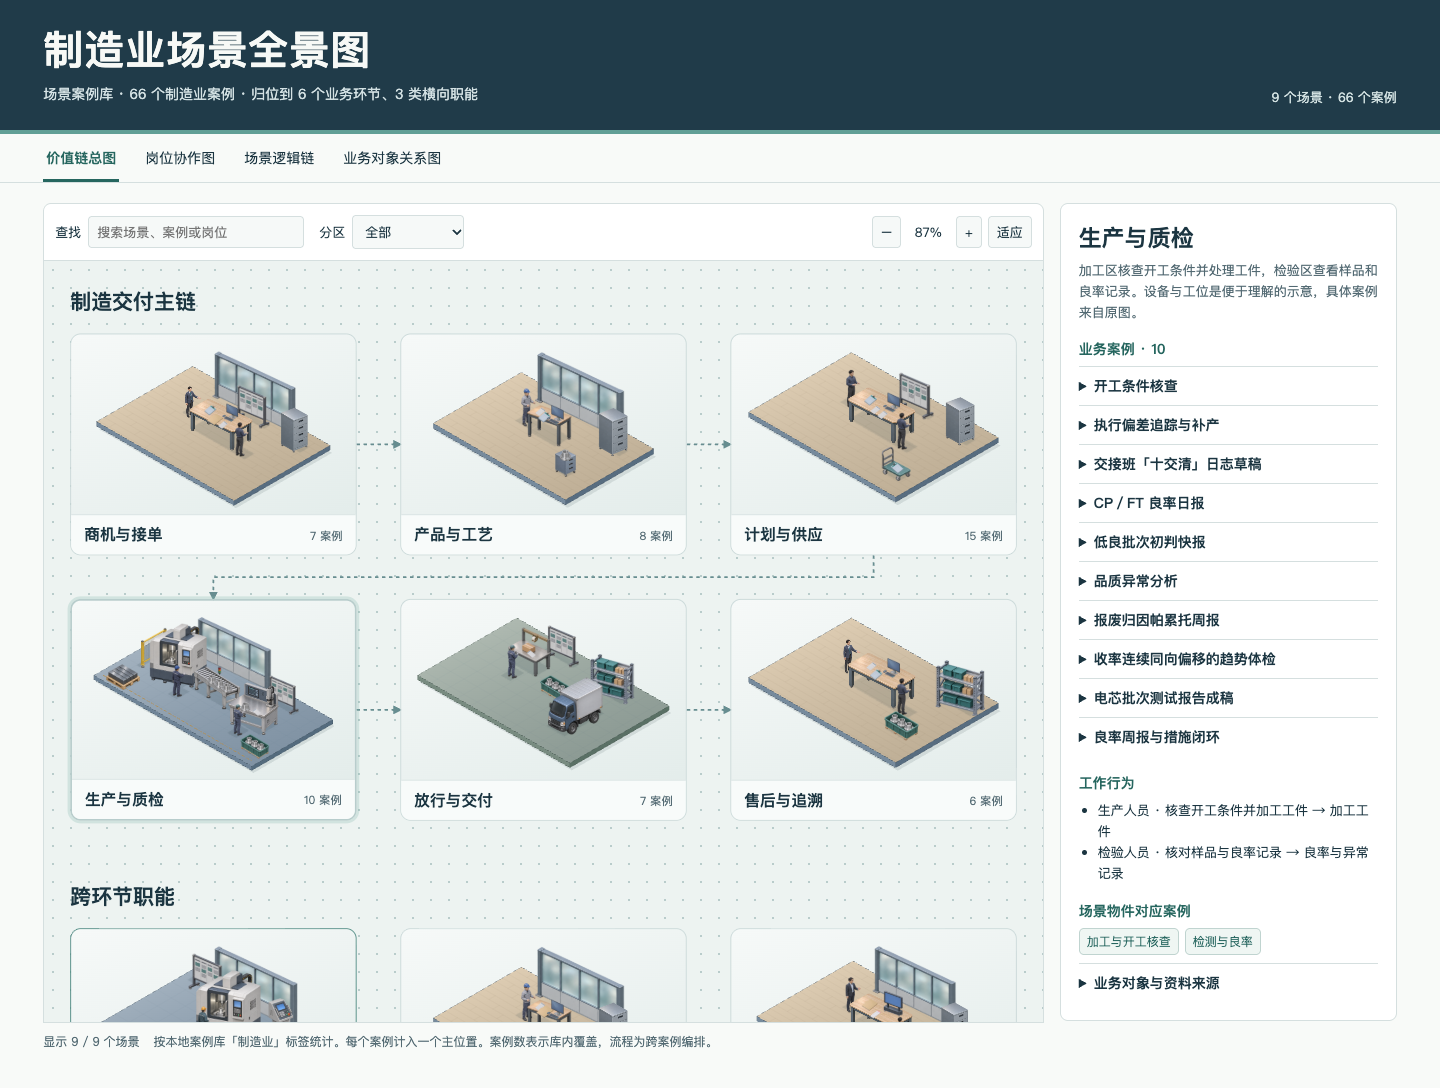 制造业场景全景图
场景案例库 · 66 个制造业案例 · 归位到 6 个业务环节、3 类横向职能
9 个场景 · 66 个案例
价值链总图
岗位协作图
场景逻辑链
业务对象关系图
查找
搜索场景、案例或岗位
分区
全部
—
87%
+
适应
制造交付主链
商机与接单
7 案例
产品与工艺
8 案例
计划与供应
15 案例
生产与质检
10 案例
放行与交付
7 案例
售后与追溯
6 案例
跨环节职能
显示 9 / 9 个场景
按本地案例库「制造业」标签统计。每个案例计入一个主位置。案例数表示库内覆盖，流程为跨案例编排。
生产与质检
加工区核查开工条件并处理工件，检验区查看样品和
良率记录。设备与工位是便于理解的示意，具体案例
来自原图。
业务案例 · 10
开工条件核查
执行偏差追踪与补产
交接班「十交清」日志草稿
CP / FT 良率日报
低良批次初判快报
品质异常分析
报废归因帕累托周报
收率连续同向偏移的趋势体检
电芯批次测试报告成稿
良率周报与措施闭环
工作行为
生产人员 · 核查开工条件并加工工件 → 加工工
件
检验人员 · 核对样品与良率记录 → 良率与异常
记录
场景物件对应案例
加工与开工核查
检测与良率
业务对象与资料来源